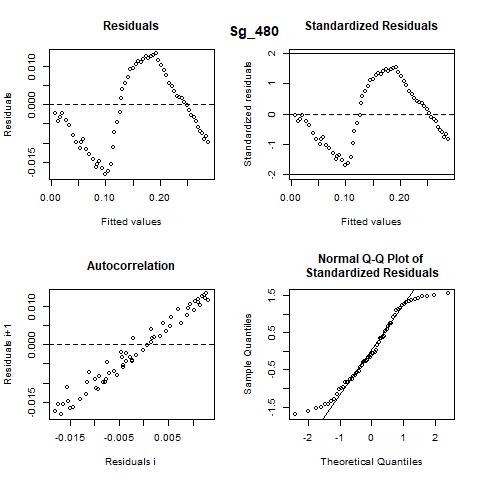 Sg_480
Residuals
Residuals
0.010
0.000
-0.015
0.00
0.10
0.20
Fitted values
Standardized Residuals
Standardized residuals
2
1
0
-1
-2
0.00
0.10
0.20
Fitted values
Autocorrelation
Residuals i+1
0.010
0.000
-0.015
-0.015
-0.005
0.005
Residuals i
Normal Q-Q Plot of
Standardized Residuals
Sample Quantiles
1.5
0.5
-0.5
-1.5
-2
-1
0
1
2
Theoretical Quantiles